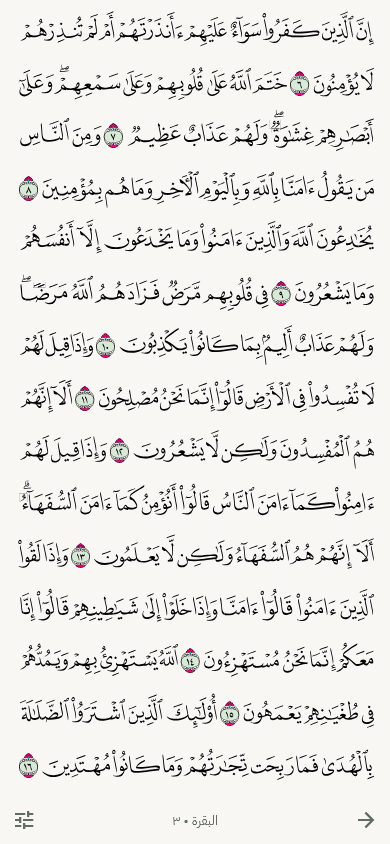 إِنَّ ٱلَّذِينَ كَفَرُوا۟ سَوَآءٌ عَلَيْهِمْ ءَأَنذَرْتَهُمْ أَمْ لَمْ تُنذِرْهُمْ
لَا يُؤْمِنُونَ ٦ خَتَمَ ٱللَّهُ عَلَىٰ قُلُوبِهِمْ وَعَلَىٰ سَمْعِهِمْ ۖ وَعَلَىٰٓ
أَبْصَـٰرِهِمْ غِشَـٰوَةٌ ۖ وَلَهُمْ عَذَابٌ عَظِيمٌ ٧ وَمِنَ ٱلنَّاسِ
مَن يَقُولُ ءَامَنَّا بِٱللَّهِ وَبِٱلْيَوْمِ ٱلْـَٔاخِرِ وَمَا هُم بِمُؤْمِنِينَ ٨
يُخَـٰدِعُونَ ٱللَّهَ وَٱلَّذِينَ ءَامَنُوا۟ وَمَا يَخْدَعُونَ إِلَّآ أَنفُسَهُمْ
وَمَا يَشْعُرُونَ ٩ فِى قُلُوبِهِم مَّرَضٌ فَزَادَهُمُ ٱللَّهُ مَرَضًا ۖ
وَلَهُمْ عَذَابٌ أَلِيمٌۢ بِمَا كَانُوا۟ يَكْذِبُونَ ١٠ وَإِذَا قِيلَ لَهُمْ
لَا تُفْسِدُوا۟ فِى ٱلْأَرْضِ قَالُوٓا۟ إِنَّمَا نَحْنُ مُصْلِحُونَ ١١ أَلَآ إِنَّهُمْ
هُمُ ٱلْمُفْسِدُونَ وَلَـٰكِن لَّا يَشْعُرُونَ ١٢ وَإِذَا قِيلَ لَهُمْ
ءَامِنُوا۟ كَمَآ ءَامَنَ ٱلنَّاسُ قَالُوٓا۟ أَنُؤْمِنُ كَمَآ ءَامَنَ ٱلسُّفَهَآءُ ۗ
أَلَآ إِنَّهُمْ هُمُ ٱلسُّفَهَآءُ وَلَـٰكِن لَّا يَعْلَمُونَ ١٣ وَإِذَا لَقُوا۟
ٱلَّذِينَ ءَامَنُوا۟ قَالُوٓا۟ ءَامَنَّا وَإِذَا خَلَوْا۟ إِلَىٰ شَيَـٰطِينِهِمْ قَالُوٓا۟ إِنَّا
مَعَكُمْ إِنَّمَا نَحْنُ مُسْتَهْزِءُونَ ١٤ ٱللَّهُ يَسْتَهْزِئُ بِهِمْ وَيَمُدُّهُمْ
فِى طُغْيَـٰنِهِمْ يَعْمَهُونَ ١٥ أُو۟لَـٰٓئِكَ ٱلَّذِينَ ٱشْتَرَوُا۟ ٱلضَّلَـٰلَةَ
بِٱلْهُدَىٰ فَمَا رَبِحَت تِّجَـٰرَتُهُمْ وَمَا كَانُوا۟ مُهْتَدِينَ ١٦
البقرة • ٣